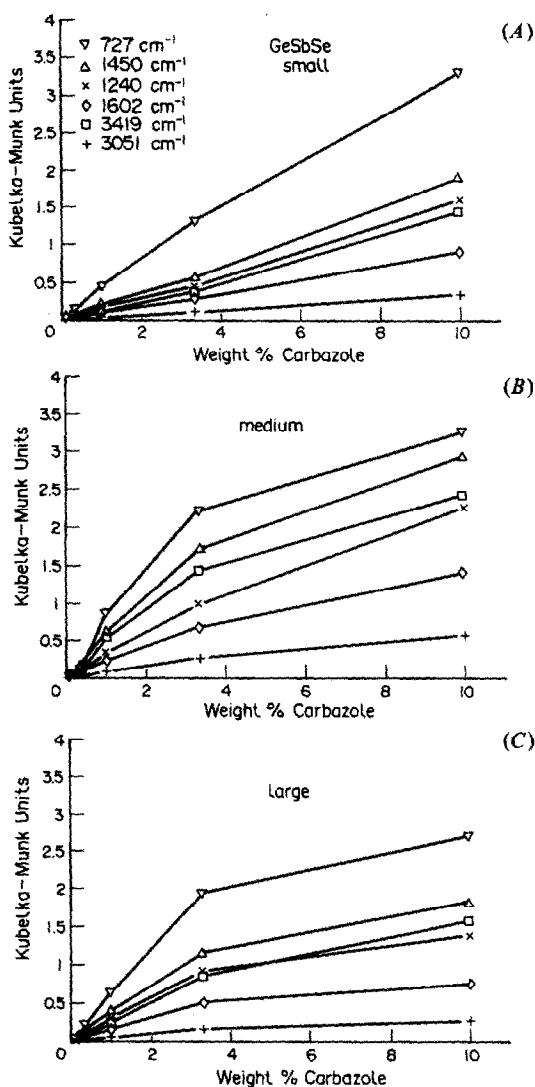 (A)
GeSbSe
small
▽ 727 cm⁻¹
△ 1450 cm⁻¹
× 1240 cm⁻¹
◇ 1602 cm⁻¹
□ 3419 cm⁻¹
+ 3051 cm⁻¹
Kubelka-Munk Units
4
3.5
3
2.5
2
1.5
1
0.5
0 2 4 6 8 10
Weight % Carbazole
(B)
medium
Kubelka-Munk Units
4
3.5
3
2.5
2
1.5
1
0.5
0 2 4 6 8 10
Weight % Carbazole
(C)
large
Kubelka-Munk Units
4
3.5
3
2.5
2
1.5
1
0.5
0 2 4 6 8 10
Weight % Carbazole